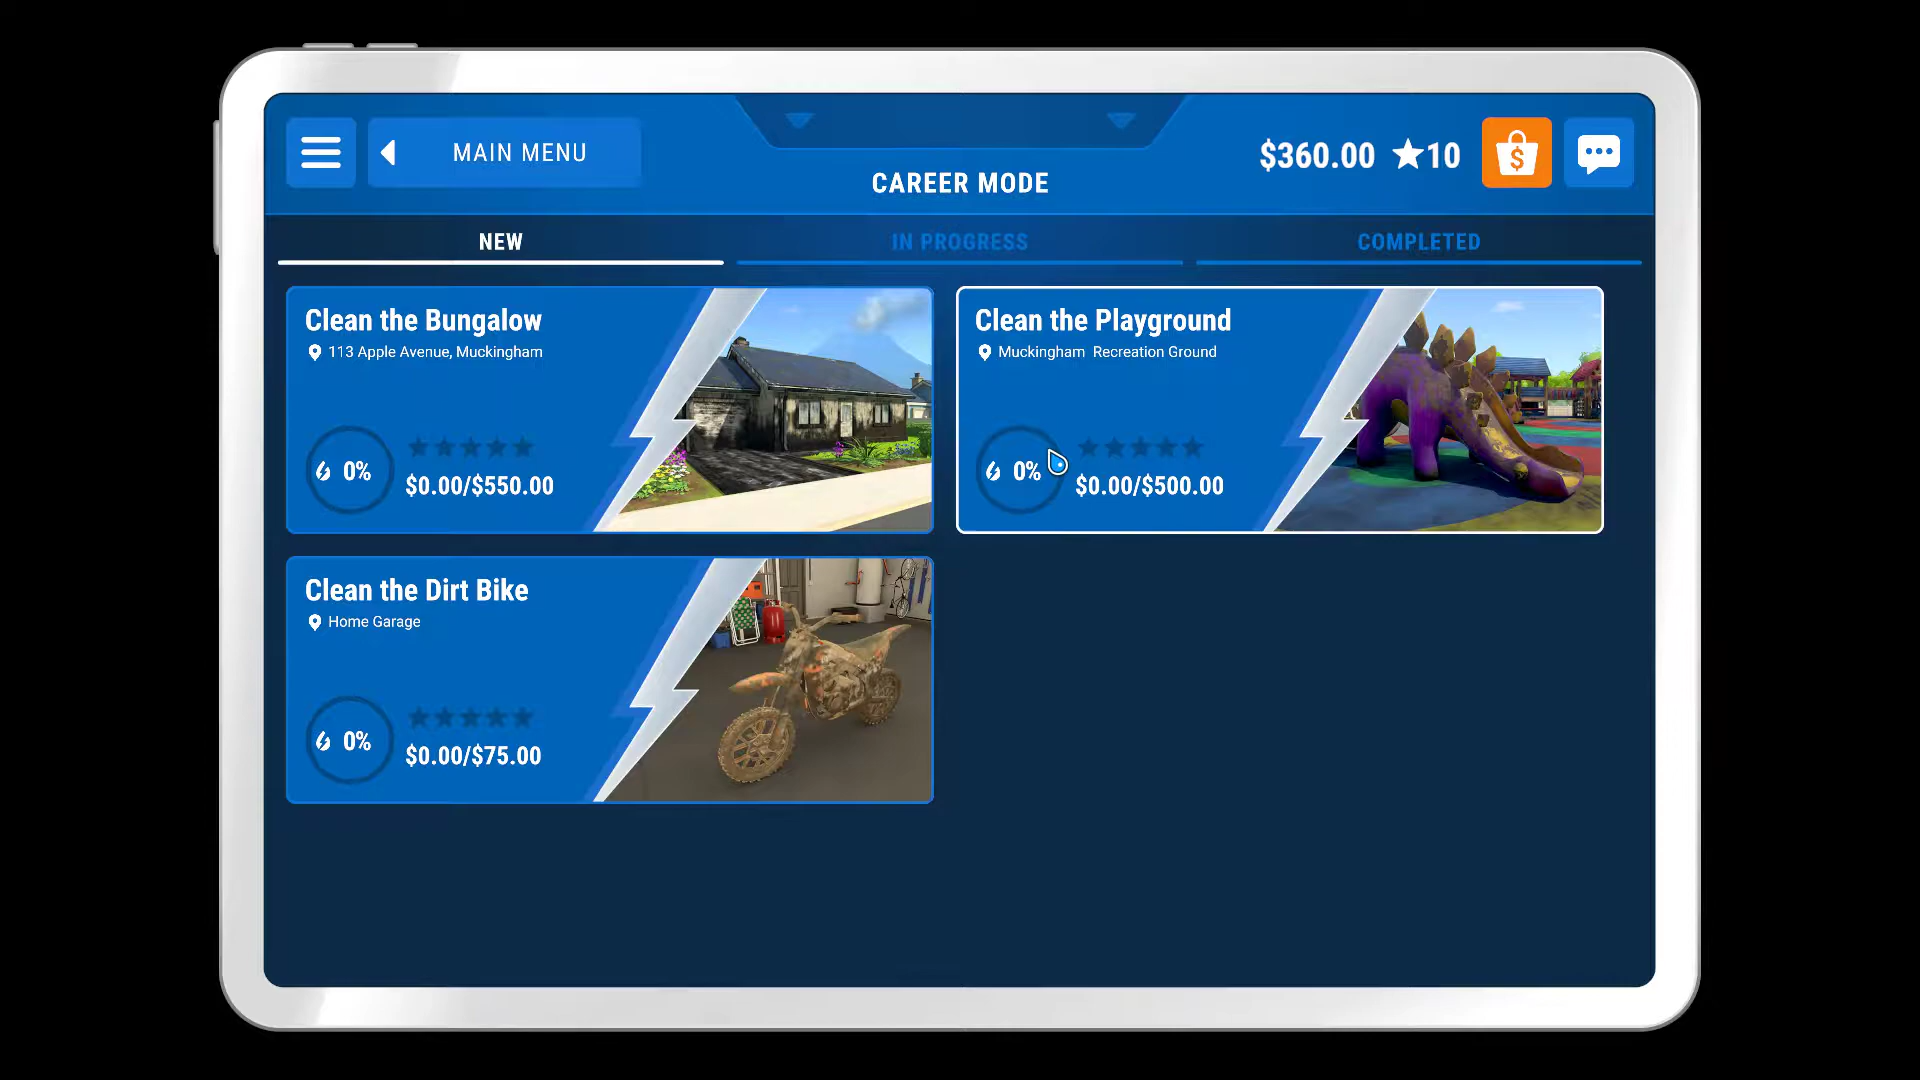 MAIN MENU
CAREER MODE
$360.00 ★10
NEW
IN PROGRESS
COMPLETED
Clean the Bungalow
113 Apple Avenue, Muckingham
0%
$0.00/$550.00
Clean the Playground
Muckingham Recreation Ground
0%
$0.00/$500.00
Clean the Dirt Bike
Home Garage
0%
$0.00/$75.00